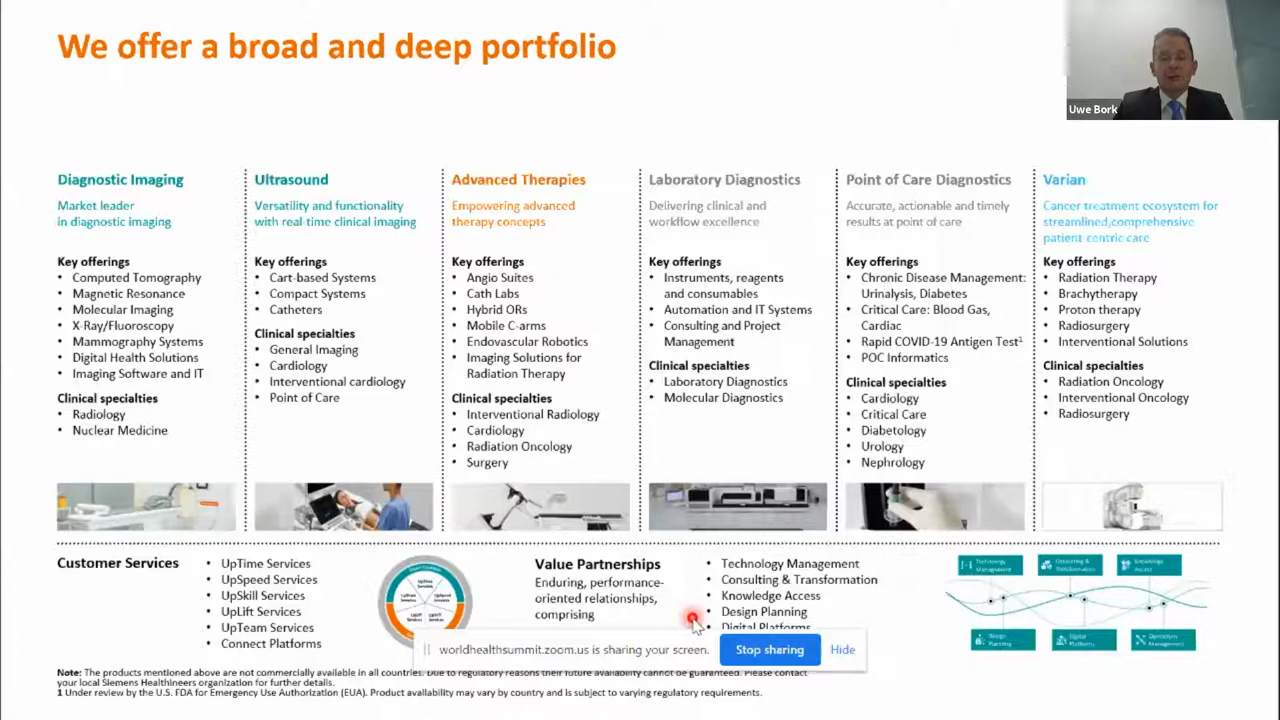 We offer a broad and deep portfolio
Uwe Bork
Diagnostic Imaging
Market leader
in diagnostic imaging
Key offerings
• Computed Tomography
• Magnetic Resonance
• Molecular Imaging
• X-Ray/Fluoroscopy
• Mammography Systems
• Digital Health Solutions
• Imaging Software and IT
Clinical specialties
• Radiology
• Nuclear Medicine
Ultrasound
Versatility and functionality
with real-time clinical imaging
Key offerings
• Cart-based Systems
• Compact Systems
• Catheters
Clinical specialties
• General Imaging
• Cardiology
• Interventional cardiology
• Point of Care
Advanced Therapies
Empowering advanced
therapy concepts
Key offerings
• Angio Suites
• Cath Labs
• Hybrid ORs
• Mobile C-arms
• Endovascular Robotics
• Imaging Solutions for
Radiation Therapy
Clinical specialties
• Interventional Radiology
• Cardiology
• Radiation Oncology
• Surgery
Laboratory Diagnostics
Delivering clinical and
workflow excellence
Key offerings
• Instruments, reagents
and consumables
• Automation and IT Systems
• Consulting and Project
Management
Clinical specialties
• Laboratory Diagnostics
• Molecular Diagnostics
Point of Care Diagnostics
Accurate, actionable and timely
results at point of care
Key offerings
• Chronic Disease Management:
Urinalysis, Diabetes
• Critical Care: Blood Gas,
Cardiac
• Rapid COVID-19 Antigen Test¹
• POC Informatics
Clinical specialties
• Cardiology
• Critical Care
• Diabetology
• Urology
• Nephrology
Varian
Cancer treatment ecosystem for
streamlined,comprehensive
patient-centric care
Key offerings
• Radiation Therapy
• Brachytherapy
• Proton therapy
• Radiosurgery
• Interventional Solutions
Clinical specialties
• Radiation Oncology
• Interventional Oncology
• Radiosurgery
Customer Services
• UpTime Services
• UpSpeed Services
• UpSkill Services
• UpLift Services
• UpTeam Services
• Connect Platforms
Value Partnerships
Enduring, performance-
oriented relationships,
comprising
• Technology Management
• Consulting & Transformation
• Knowledge Access
• Design Planning
• Digital Platforms
Technology
Management
Consulting &
Transformation
Knowledge
Access
Design
Planning
Digital
Platforms
Operations
Management
worldhealthsummit.zoom.us is sharing your screen.
Stop sharing
Hide
Note: The products mentioned above are not commercially available in all countries. Due to regulatory reasons their future availability cannot be guaranteed. Please contact
your local Siemens Healthineers organization for further details.
1 Under review by the U.S. FDA for Emergency Use Authorization (EUA). Product availability may vary by country and is subject to varying regulatory requirements.